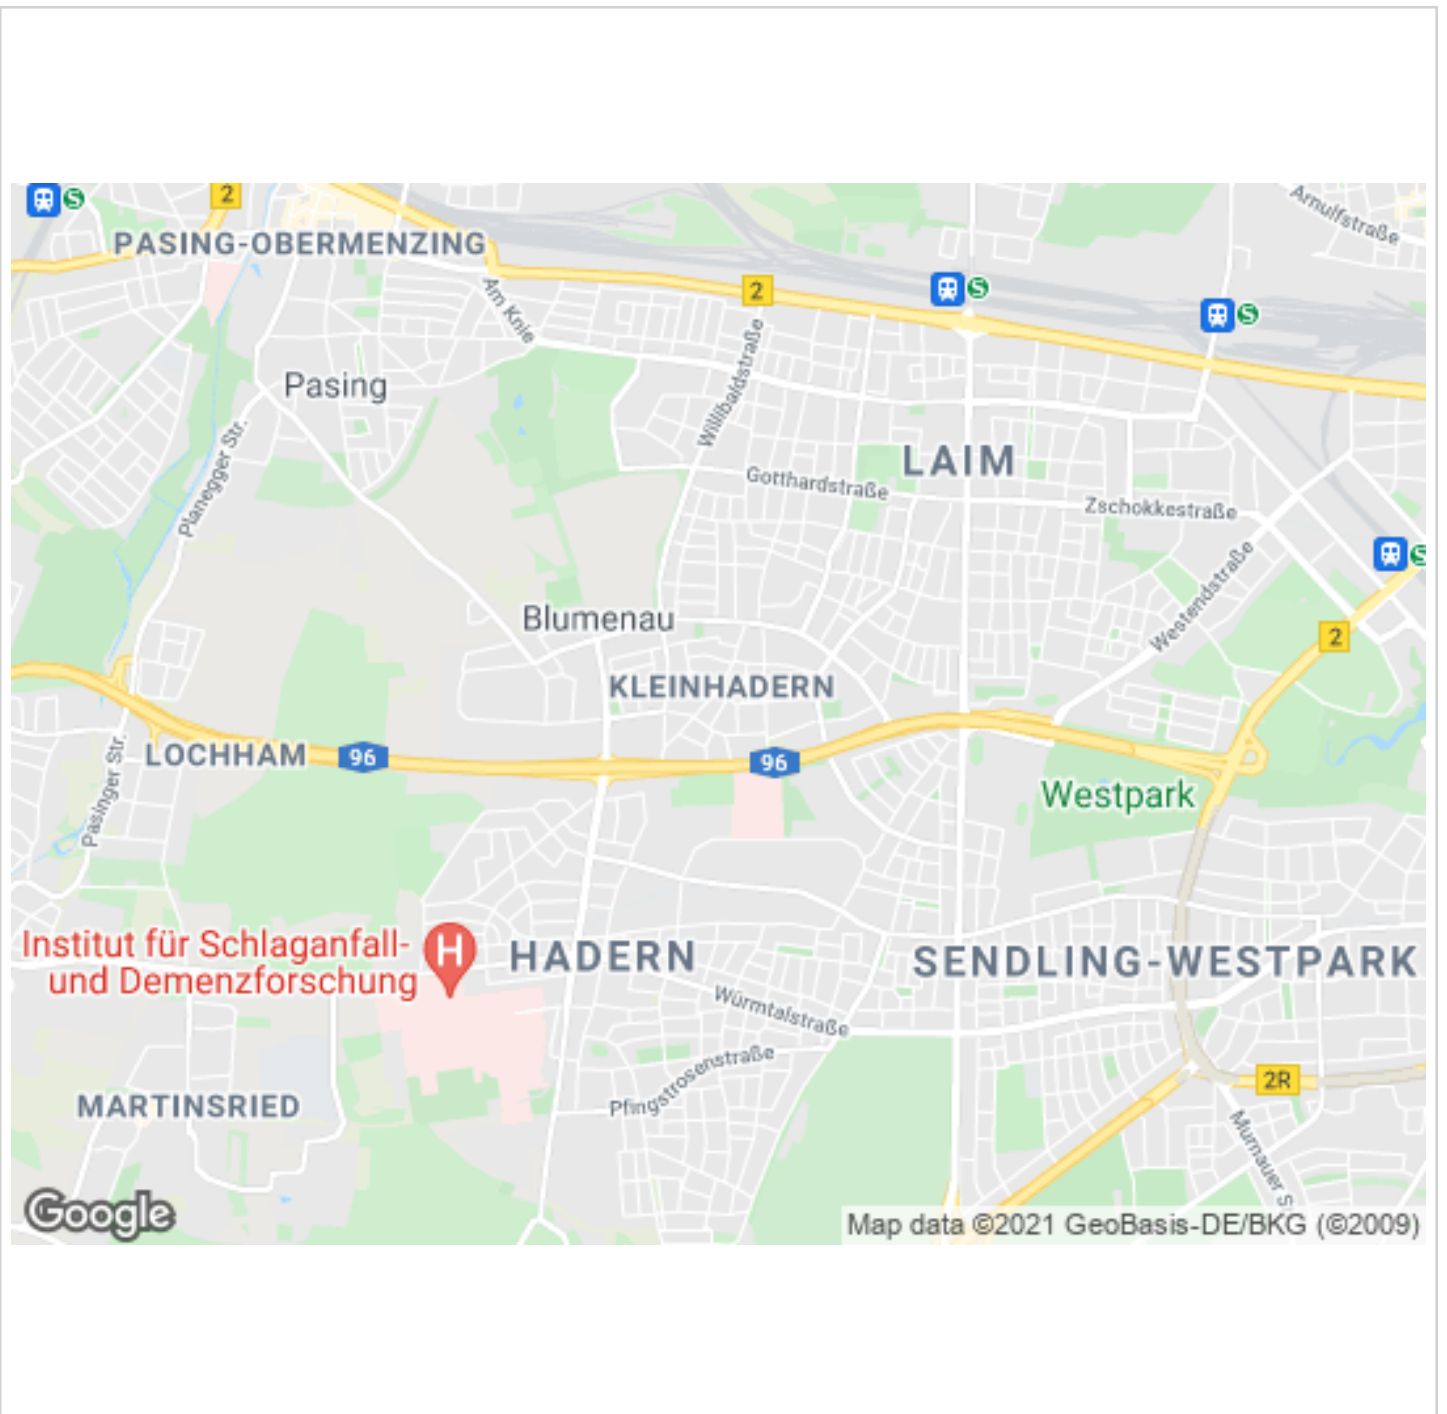 2
S
Arnulfstraße
PASING-OBERMENZING
Am Knie
2
S
S
Willibaldstraße
Pasing
Planegger Str.
LAIM
Gotthardstraße
Zschokkestraße
S
Westendstraße
Blumenau
2
KLEINHADERN
LOCHHAM
96
96
Pasinger Str.
Westpark
Institut für Schlaganfall-
und Demenzforschung
H
HADERN
SENDLING-WESTPARK
Würmtalstraße
Pfingstrosenstraße
2R
MARTINSRIED
Murnauer S
Google
Map data ©2021 GeoBasis-DE/BKG (©2009)